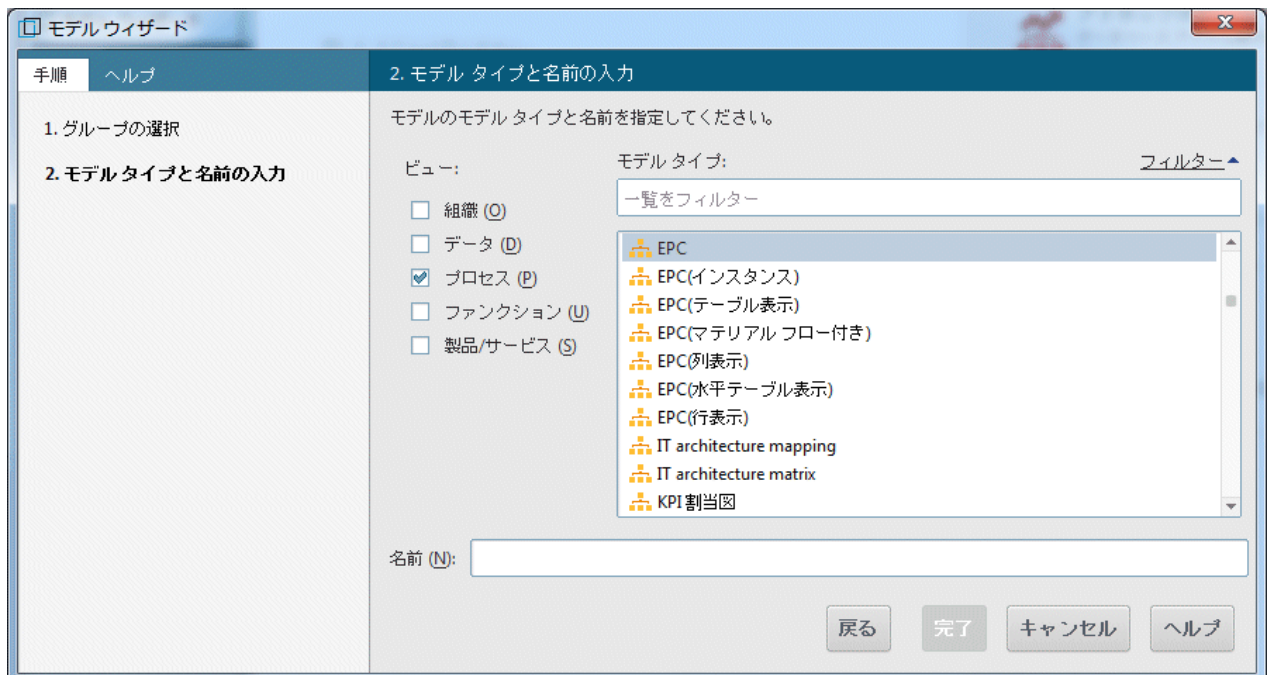 モデル ウィザード
手順 ヘルプ
1. グループの選択
2. モデル タイプと名前の入力
2. モデル タイプと名前の入力
モデルのモデル タイプと名前を指定してください。
ビュー:
組織 (O)
データ (D)
プロセス (P)
ファンクション (U)
製品/サービス (S)
モデル タイプ:
フィルター
一覧をフィルター
EPC
EPC(インスタンス)
EPC(テーブル表示)
EPC(マテリアル フロー付き)
EPC(列表示)
EPC(水平テーブル表示)
EPC(行表示)
IT architecture mapping
IT architecture matrix
KPI 割当図
名前 (N):
戻る 完了 キャンセル ヘルプ